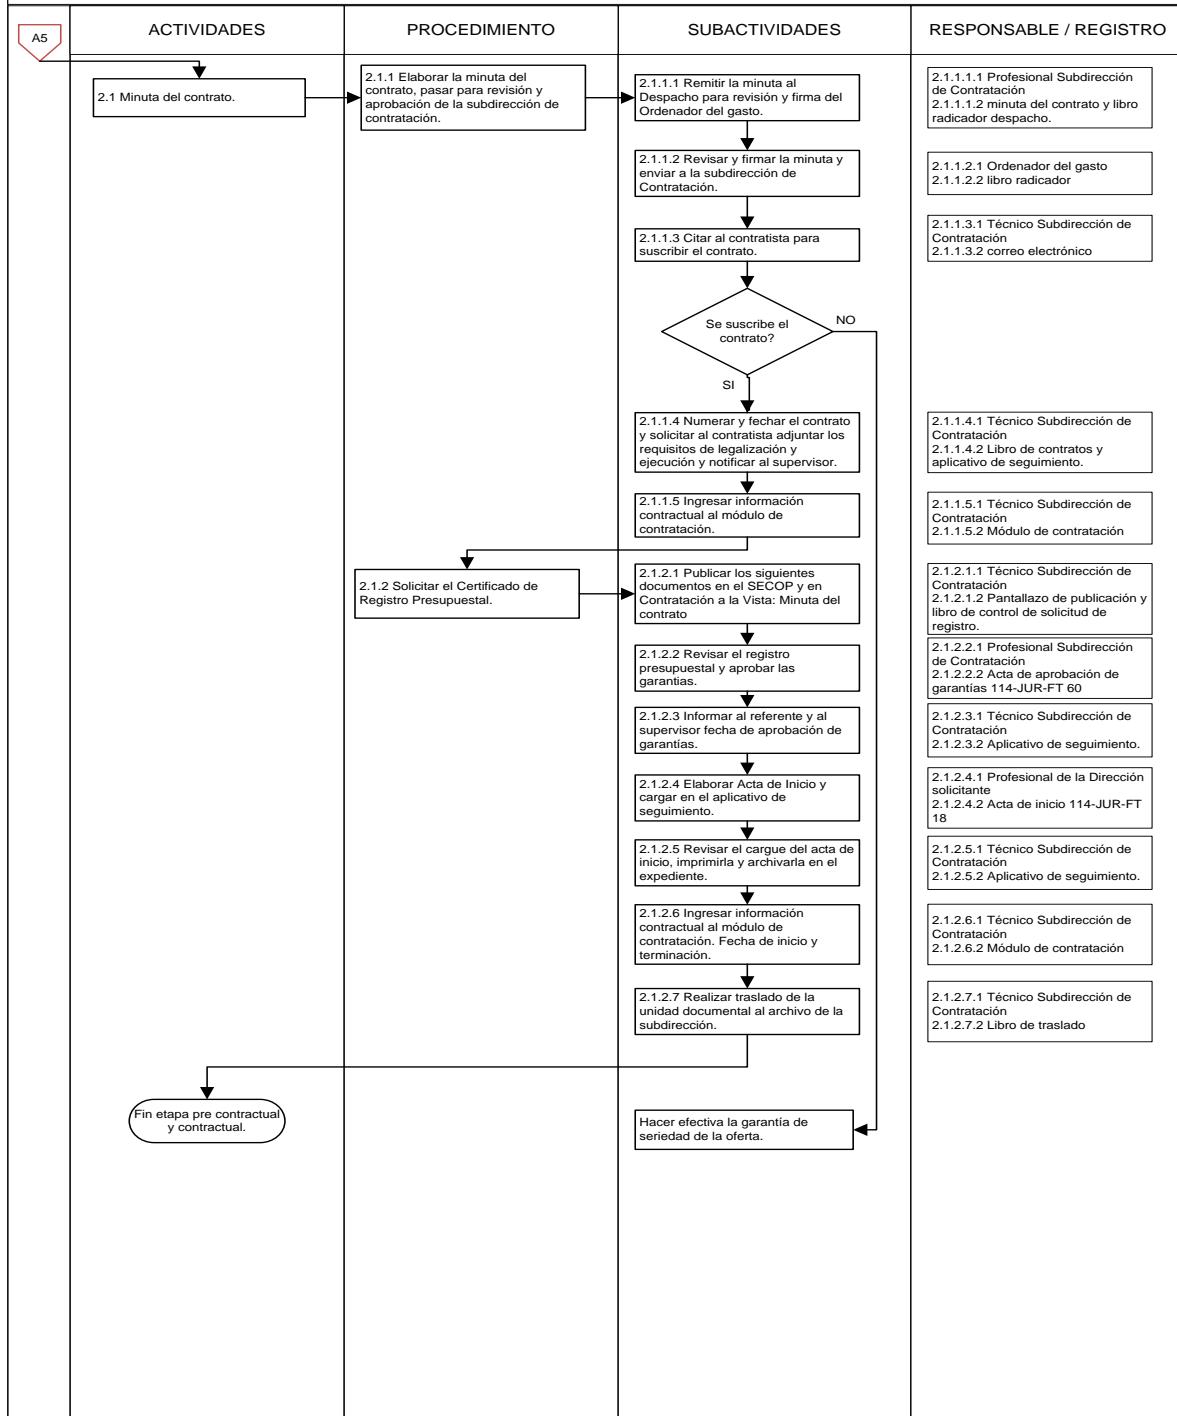 A5
ACTIVIDADES
PROCEDIMIENTO
SUBACTIVIDADES
RESPONSABLE / REGISTRO
2.1 Minuta del contrato.
2.1.1 Elaborar la minuta del
contrato, pasar para revisión y
aprobación de la subdirección de
contratación.
2.1.1.1 Remitir la minuta al
Despacho para revisión y firma del
Ordenador del gasto.
2.1.1.1.1 Profesional Subdirección
de Contratación
2.1.1.1.2 minuta del contrato y libro
radicador despacho.
2.1.1.2 Revisar y firmar la minuta y
enviar a la subdirección de
Contratación.
2.1.1.2.1 Ordenador del gasto
2.1.1.2.2 libro radicador
2.1.1.3 Citar al contratista para
suscribir el contrato.
2.1.1.3.1 Técnico Subdirección de
Contratación
2.1.1.3.2 correo electrónico
Se suscribe el
contrato?
NO
SI
2.1.1.4 Numerar y fechar el contrato
y solicitar al contratista adjuntar los
requisitos de legalización y
ejecución y notificar al supervisor.
2.1.1.4.1 Técnico Subdirección de
Contratación
2.1.1.4.2 Libro de contratos y
aplicativo de seguimiento.
2.1.1.5 Ingresar información
contractual al módulo de
contratación.
2.1.1.5.1 Técnico Subdirección de
Contratación
2.1.1.5.2 Módulo de contratación
2.1.2 Solicitar el Certificado de
Registro Presupuestal.
2.1.2.1 Publicar los siguientes
documentos en el SECOP y en
Contratación a la Vista: Minuta del
contrato
2.1.2.1.1 Técnico Subdirección de
Contratación
2.1.2.1.2 Pantallazo de publicación y
libro de control de solicitud de
registro.
2.1.2.2 Revisar el registro
presupuestal y aprobar las
garantias.
2.1.2.2.1 Profesional Subdirección
de Contratación
2.1.2.2.2 Acta de aprobación de
garantías 114-JUR-FT 60
2.1.2.3 Informar al referente y al
supervisor fecha de aprobación de
garantías.
2.1.2.3.1 Técnico Subdirección de
Contratación
2.1.2.3.2 Aplicativo de seguimiento.
2.1.2.4 Elaborar Acta de Inicio y
cargar en el aplicativo de
seguimiento.
2.1.2.4.1 Profesional de la Dirección
solicitante
2.1.2.4.2 Acta de inicio 114-JUR-FT
18
2.1.2.5 Revisar el cargue del acta de
inicio, imprimirla y archivarla en el
expediente.
2.1.2.5.1 Técnico Subdirección de
Contratación
2.1.2.5.2 Aplicativo de seguimiento.
2.1.2.6 Ingresar información
contractual al módulo de
contratación. Fecha de inicio y
terminación.
2.1.2.6.1 Técnico Subdirección de
Contratación
2.1.2.6.2 Módulo de contratación
2.1.2.7 Realizar traslado de la
unidad documental al archivo de la
subdirección.
2.1.2.7.1 Técnico Subdirección de
Contratación
2.1.2.7.2 Libro de traslado
Fin etapa pre contractual
y contractual.
Hacer efectiva la garantía de
seriedad de la oferta.